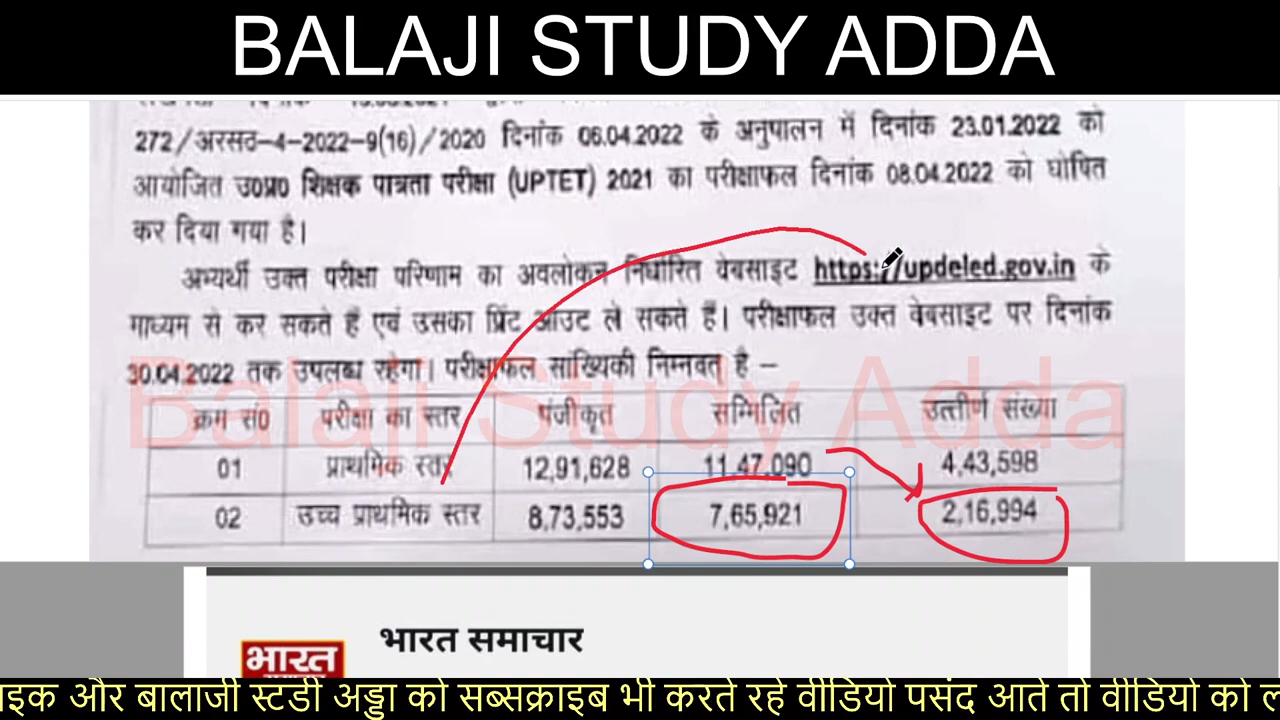 BALAJI STUDY ADDA
272/अरसठ-4-2022-9(16)/2020 दिनांक 06.04.2022 के अनुपालन में दिनांक 23.01.2022 को
आयोजित उ0प्र0 शिक्षक पात्रता परीक्षा (UPTET) 2021 का परीक्षाफल दिनांक 08.04.2022 को घोषित
कर दिया गया है।
अभ्यर्थी उक्त परीक्षा परिणाम का अवलोकन निर्धारित वेबसाइट https://updeled.gov.in के
माध्यम से कर सकते हैं एवं उसका प्रिंट आउट ले सकते हैं। परीक्षाफल उक्त वेबसाइट पर दिनांक
30.04.2022 तक उपलब्ध रहेगा। परीक्षाफल सांख्यिकी निम्नवत् है –
Balaji Study Adda
क्रम सं0 परीक्षा का स्तर पंजीकृत सम्मिलित उत्तीर्ण संख्या
01 प्राथमिक स्तर 12,91,628 11,47,090 4,43,598
02 उच्च प्राथमिक स्तर 8,73,553 7,65,921 2,16,994
भारत समाचार
भारत
और बालाजी स्टडी अड्डा को सब्सक्राइब भी करते रहे वीडियो पसंद आते तो वीडियो को